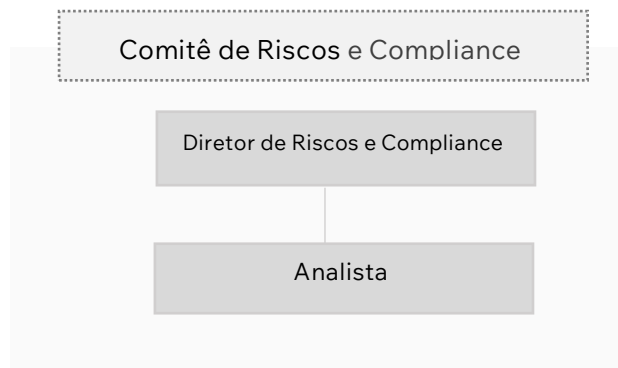 Comitê de Riscos e Compliance
Diretor de Riscos e Compliance
Analista